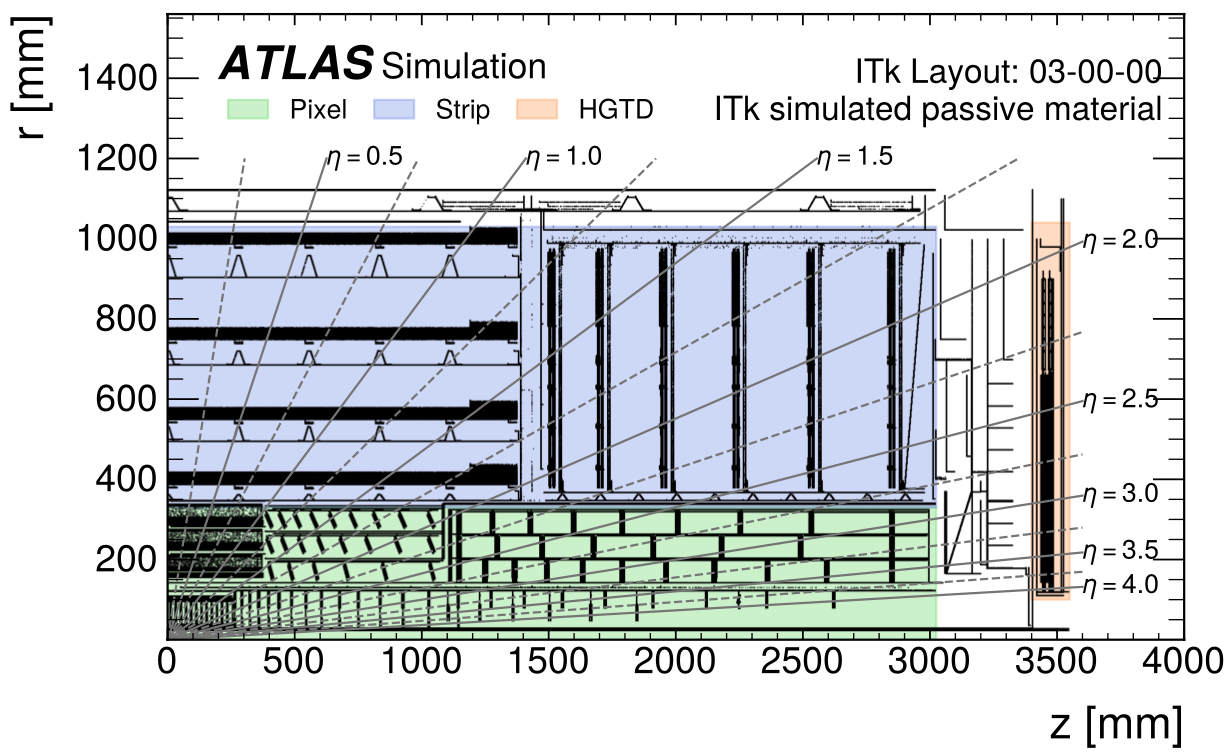 ATLAS Simulation
ITk Layout: 03-00-00
ITk simulated passive material
Pixel
Strip
HGTD
r [mm]
1400
1200
1000
800
600
400
200
η = 0.5
η = 1.0
η = 1.5
η = 2.0
η = 2.5
η = 3.0
η = 3.5
η = 4.0
0
500
1000
1500
2000
2500
3000
3500
4000
z [mm]